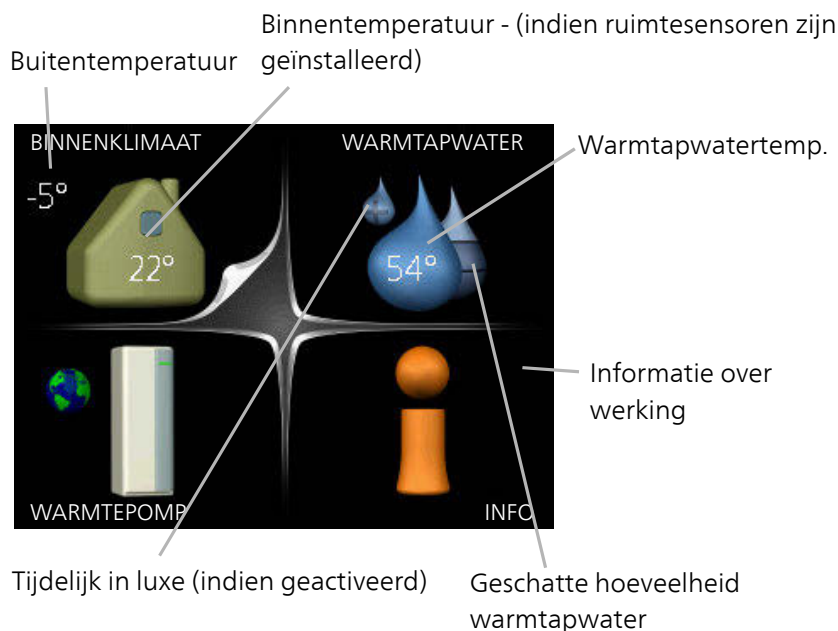 Binnentemperatuur - (indien ruimtesensoren zijn
geïnstalleerd)
Buitentemperatuur
BINNENKLIMAAT
WARMTAPWATER
Warmtapwatertemp.
-5°
22°
54°
Informatie over
werking
WARMTEPOMP
INFO
Tijdelijk in luxe (indien geactiveerd)
Geschatte hoeveelheid
warmtapwater